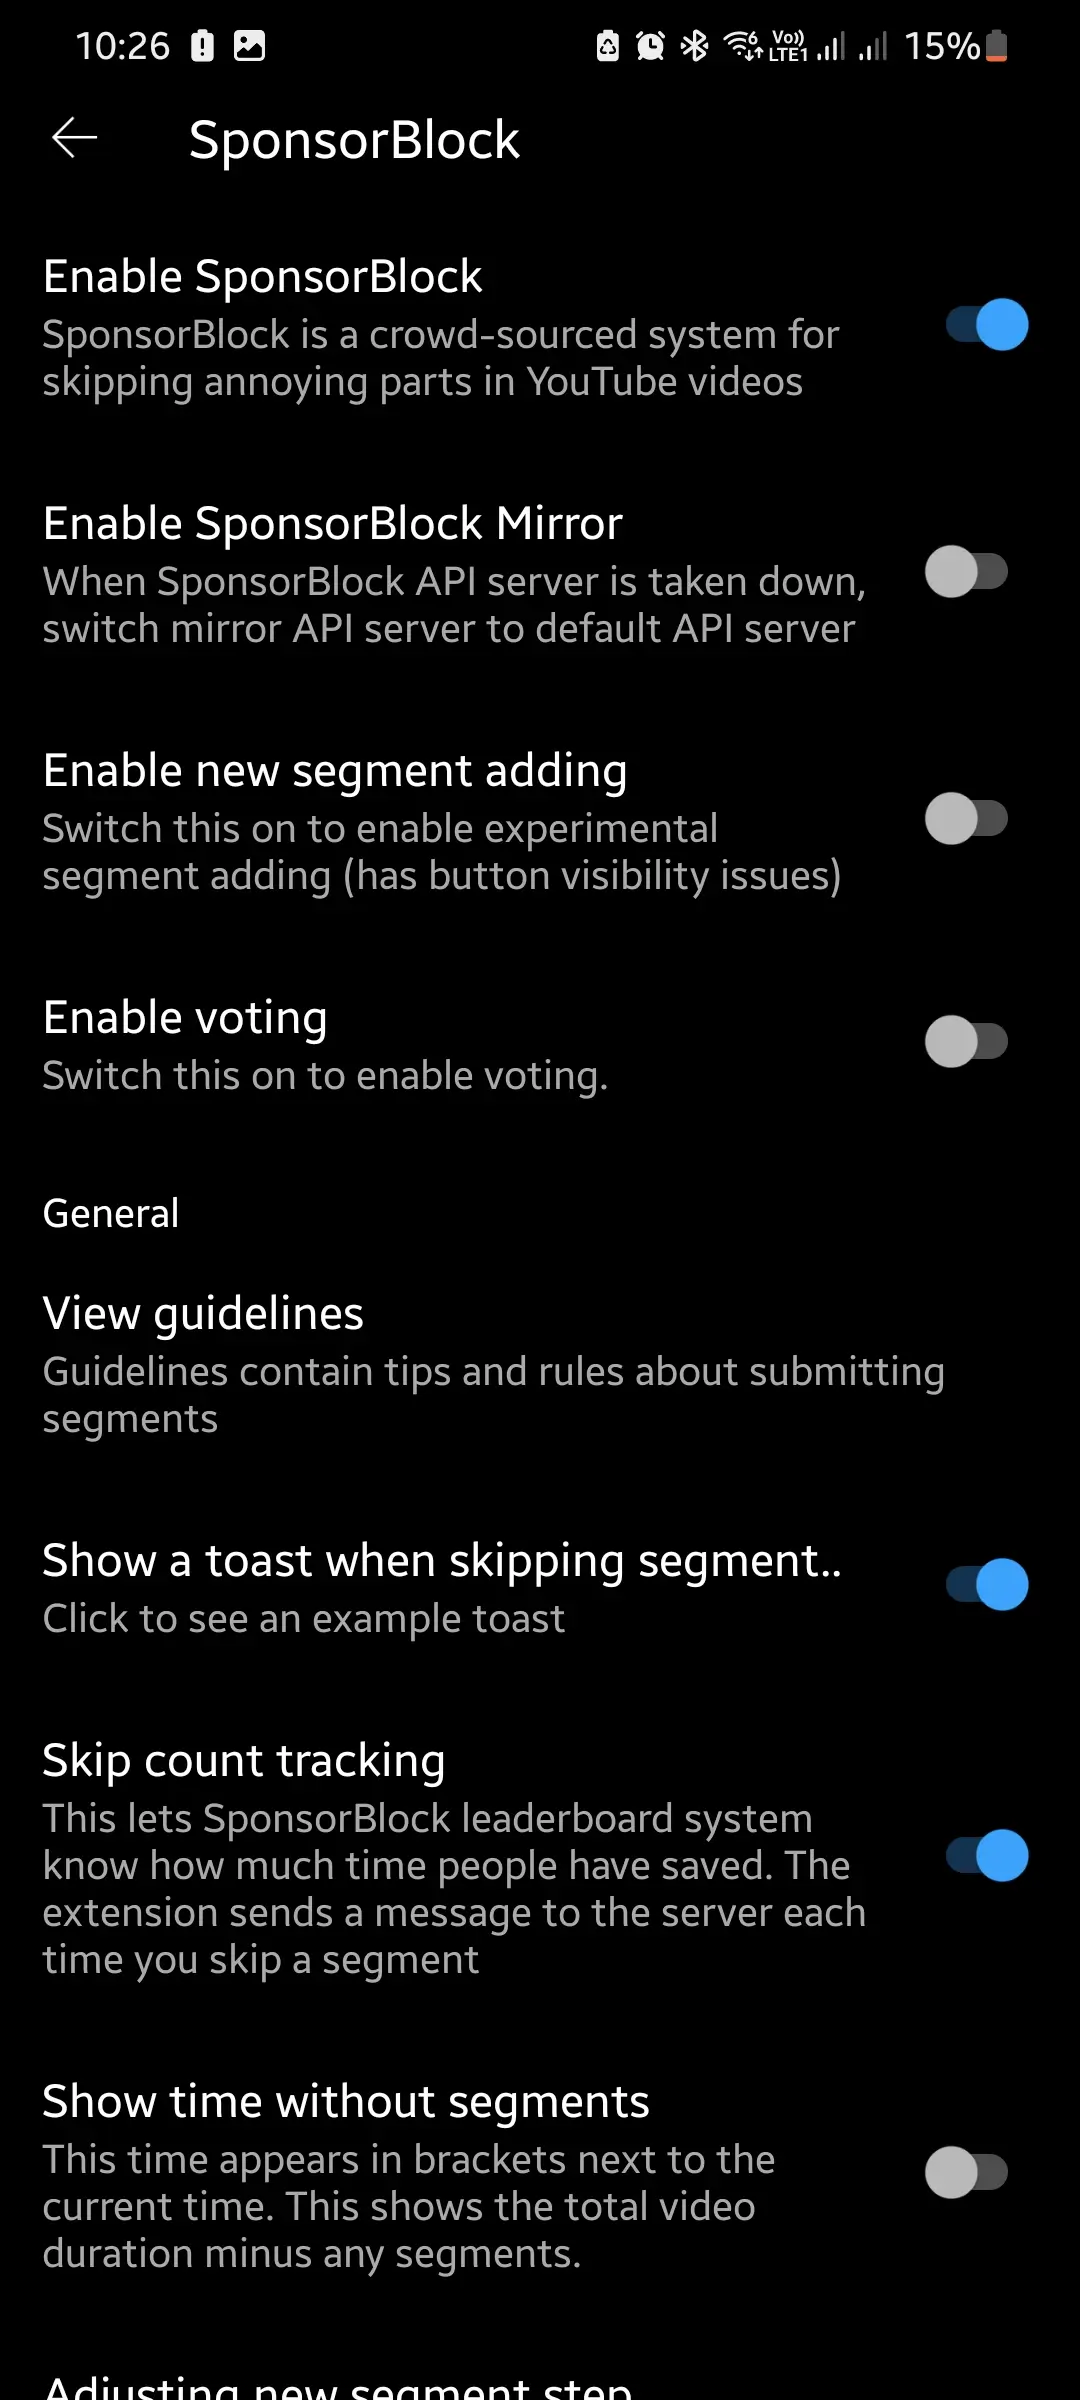 10:26
Vo)) LTE1
15%
SponsorBlock
Enable SponsorBlock
SponsorBlock is a crowd-sourced system for
skipping annoying parts in YouTube videos
Enable SponsorBlock Mirror
When SponsorBlock API server is taken down,
switch mirror API server to default API server
Enable new segment adding
Switch this on to enable experimental
segment adding (has button visibility issues)
Enable voting
Switch this on to enable voting.
General
View guidelines
Guidelines contain tips and rules about submitting
segments
Show a toast when skipping segment..
Click to see an example toast
Skip count tracking
This lets SponsorBlock leaderboard system
know how much time people have saved. The
extension sends a message to the server each
time you skip a segment
Show time without segments
This time appears in brackets next to the
current time. This shows the total video
duration minus any segments.
Adjusting new segment step